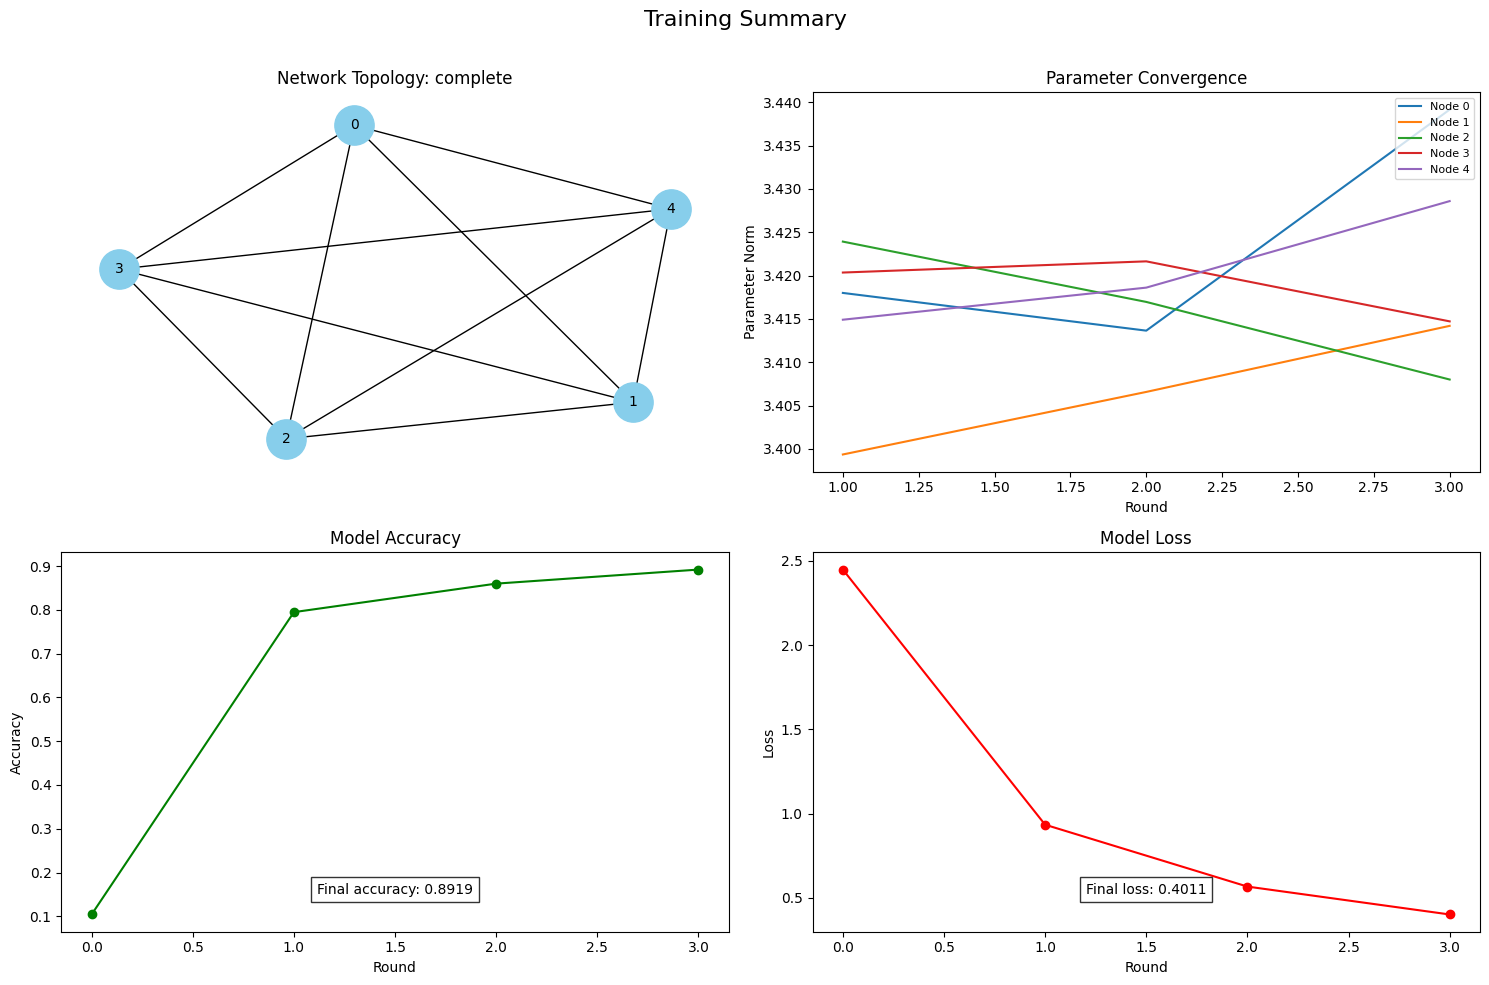 Training Summary
Network Topology: complete
0
4
3
1
2
Parameter Convergence
3.440
3.435
3.430
3.425
3.420
3.415
3.410
3.405
3.400
Parameter Norm
Node 0
Node 1
Node 2
Node 3
Node 4
1.00 1.25 1.50 1.75 2.00 2.25 2.50 2.75 3.00
Round
Model Accuracy
0.9
0.8
0.7
0.6
0.5
0.4
0.3
0.2
0.1
Accuracy
Final accuracy: 0.8919
0.0 0.5 1.0 1.5 2.0 2.5 3.0
Round
Model Loss
2.5
2.0
1.5
1.0
0.5
Loss
Final loss: 0.4011
0.0 0.5 1.0 1.5 2.0 2.5 3.0
Round